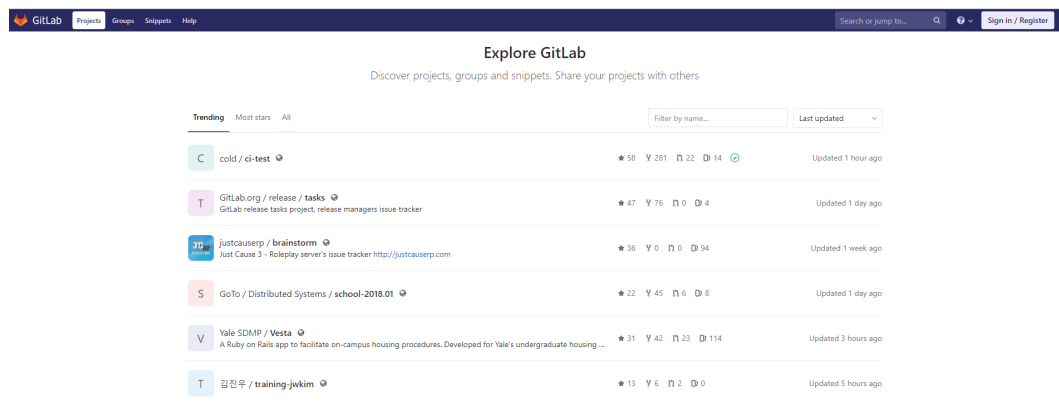 GitLab Projects Groups Snippets Help Search or jump to... Sign in / Register
Explore GitLab
Discover projects, groups and snippets. Share your projects with others
Trending Most stars All Filter by name... Last updated
C cold / ci-test 58 281 22 14 Updated 1 hour ago
T GitLab.org / release / tasks 47 76 0 4 Updated 1 day ago
GitLab release tasks project. release managers issue tracker
justcauserp / brainstorm 36 0 0 94 Updated 1 week ago
Just Cause 3 - Roleplay server's issue tracker http://justcauserp.com
S GoTo / Distributed Systems / school-2018.01 22 45 6 8 Updated 1 day ago
V Yale SDMP / Vesta 31 42 23 114 Updated 3 hours ago
A Ruby on Rails app to facilitate on-campus housing procedures. Developed for Yale's undergraduate housing ...
T 김진우 / training-jwkim 13 6 2 0 Updated 5 hours ago